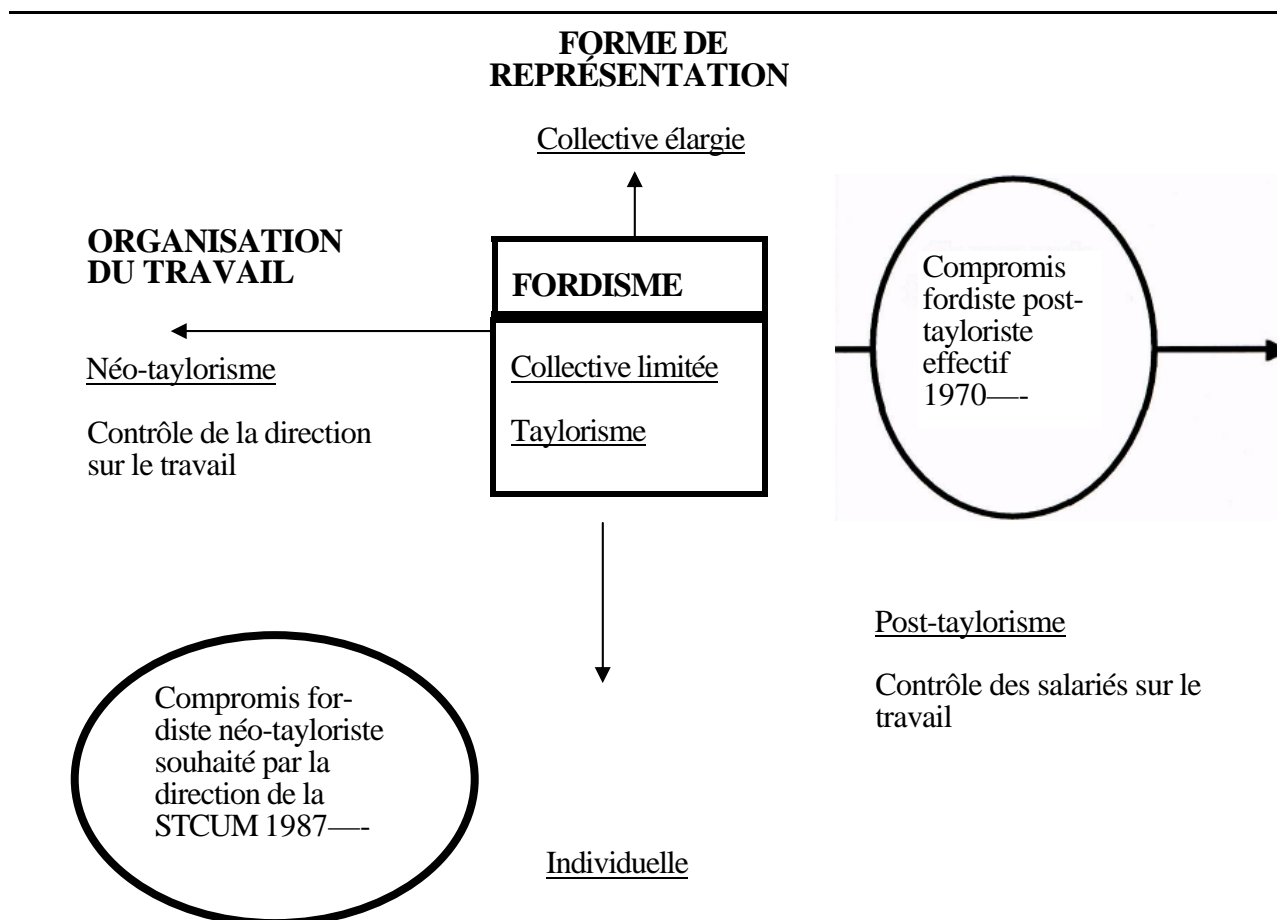 FORME DE
REPRÉSENTATION
Collective élargie
ORGANISATION
DU TRAVAIL
Néo-taylorisme
Contrôle de la direction
sur le travail
FORDISME
Collective limitée
Taylorisme
Compromis
fordiste post-
tayloriste
effectif
1970—-
Post-taylorisme
Contrôle des salariés sur le
travail
Compromis for-
diste néo-tayloriste
souhaité par la
direction de la
STCUM 1987—-
Individuelle